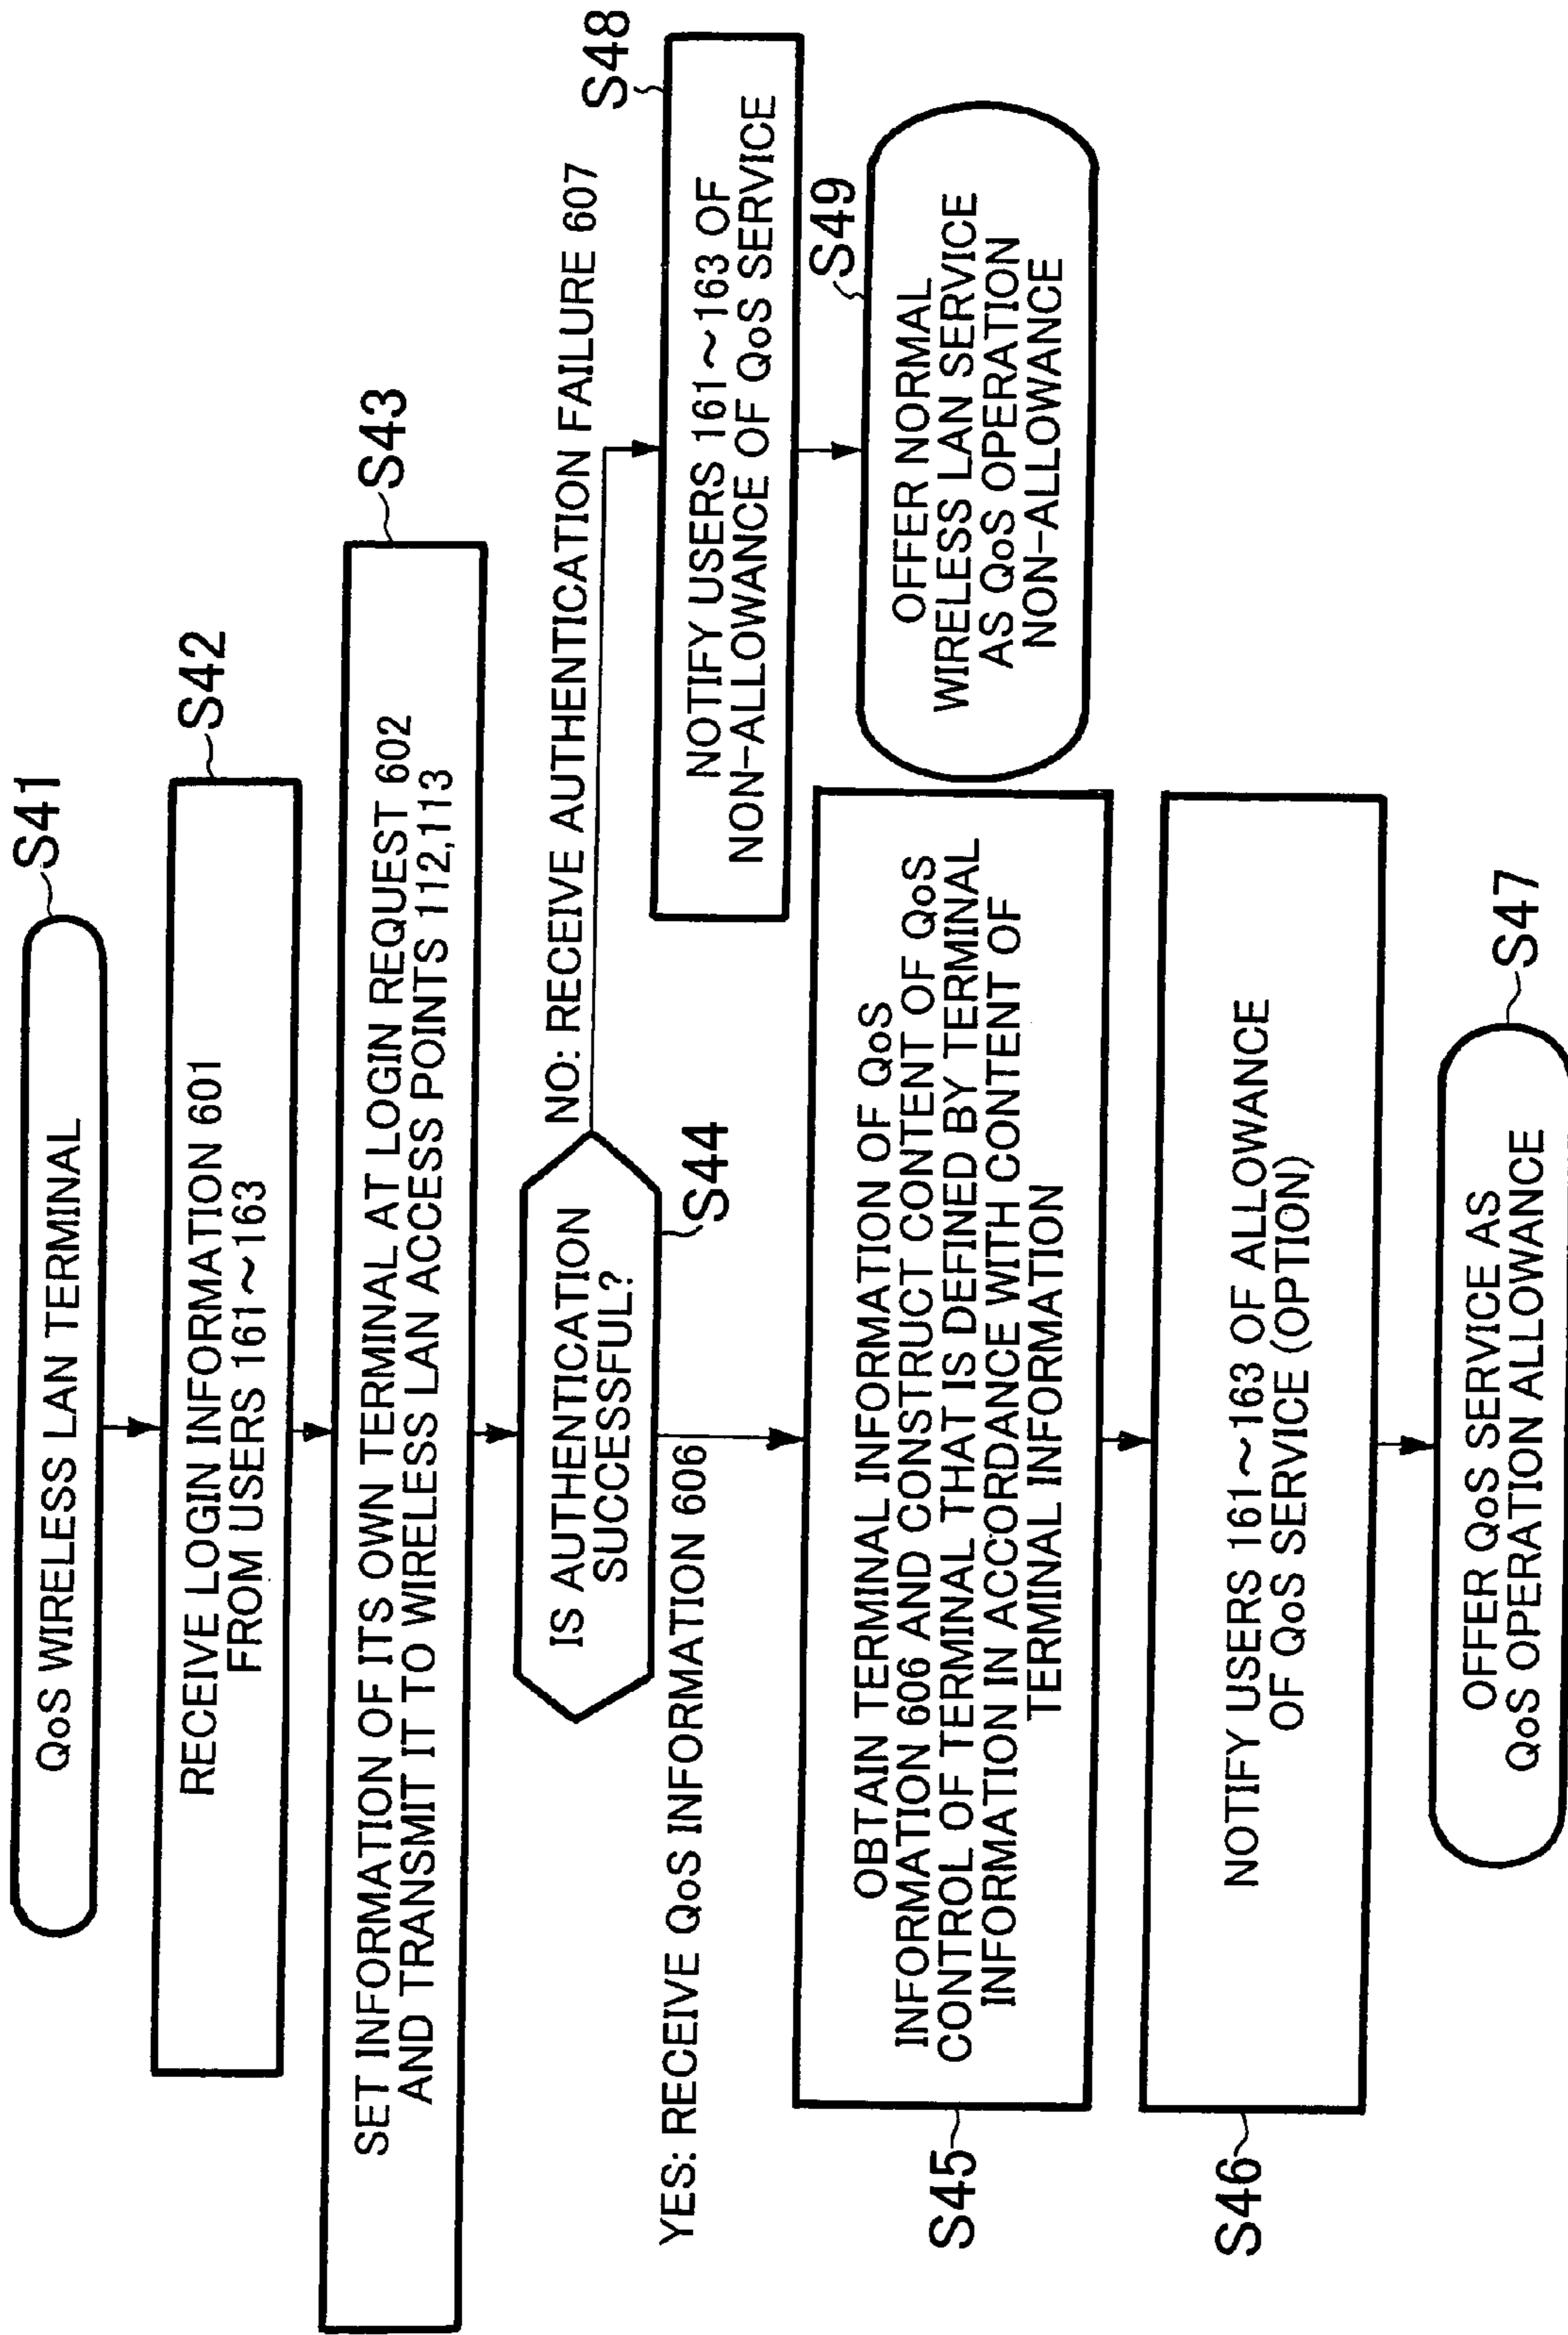 S41
QoS WIRELESS LAN TERMINAL
S42
RECEIVE LOGIN INFORMATION 601
FROM USERS 161~163
S43
SET INFORMATION OF ITS OWN TERMINAL AT LOGIN REQUEST 602
AND TRANSMIT IT TO WIRELESS LAN ACCESS POINTS 112,113
IS AUTHENTICATION
SUCCESSFUL?
S44
NO: RECEIVE AUTHENTICATION FAILURE 607
S48
NOTIFY USERS 161~163 OF
NON-ALLOWANCE OF QoS SERVICE
S49
OFFER NORMAL
WIRELESS LAN SERVICE
AS QoS OPERATION
NON-ALLOWANCE
YES: RECEIVE QoS INFORMATION 606
S45
OBTAIN TERMINAL INFORMATION OF QoS
INFORMATION 606 AND CONSTRUCT CONTENT OF QoS
CONTROL OF TERMINAL THAT IS DEFINED BY TERMINAL
INFORMATION IN ACCORDANCE WITH CONTENT OF
TERMINAL INFORMATION
S46
NOTIFY USERS 161~163 OF ALLOWANCE
OF QoS SERVICE (OPTION)
S47
OFFER QoS SERVICE AS
QoS OPERATION ALLOWANCE